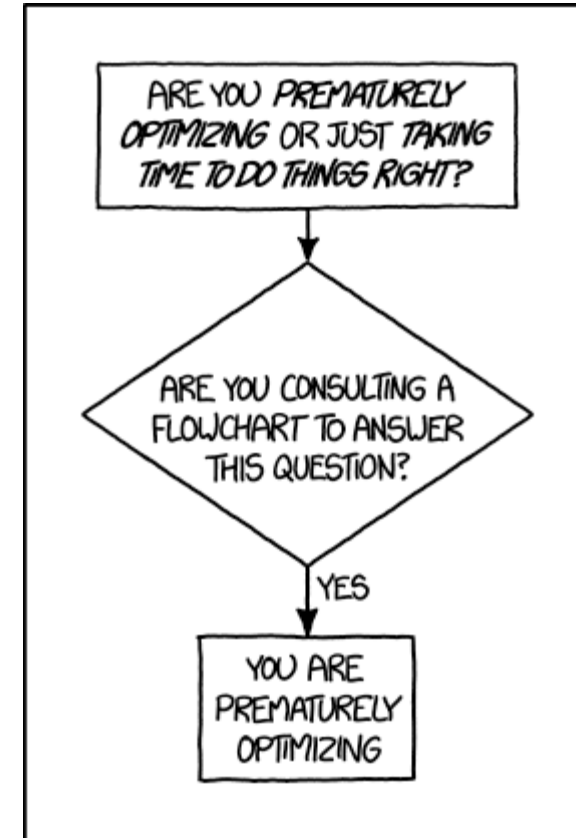 ARE YOU PREMATURELY
OPTIMIZING OR JUST TAKING
TIME TO DO THINGS RIGHT?
ARE YOU CONSULTING A
FLOWCHART TO ANSWER
THIS QUESTION?
YES
YOU ARE
PREMATURELY
OPTIMIZING